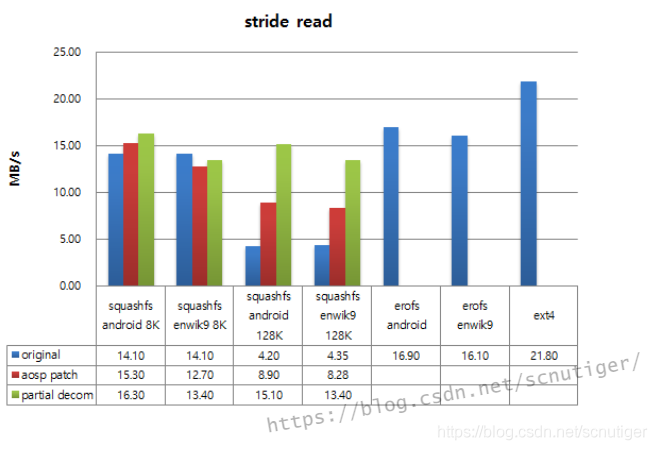 stride read
MB/s
25.00
20.00
15.00
10.00
5.00
0.00
squashfs android 8K
squashfs enwik9 8K
squashfs android 128K
squashfs enwik9 128K
erofs android
erofs enwik9
ext4
original 14.10 14.10 4.20 4.35 16.90 16.10 21.80
aosp patch 15.30 12.70 8.90 8.28
partial decom 16.30 13.40 15.10 13.40
https://blog.csdn.net/scnutiger/
https://blog.csdn.net/scnutiger